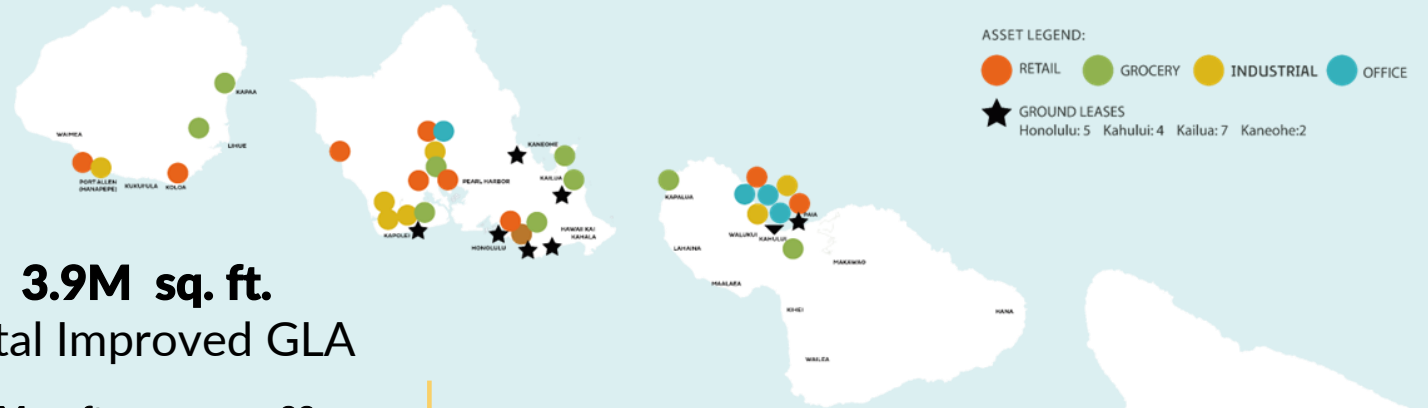 ASSET LEGEND:
RETAIL GROCERY INDUSTRIAL OFFICE
GROUND LEASES
Honolulu: 5 Kahului: 4 Kailua: 7 Kaneohe:2
KAPAA
WAIMEA
LIHUE
PORT ALLEN
(HANAPEPE)
KUKUI'ULA
KOLOA
KANEOHE
PEARL HARBOR
KAILUA
HAWAII KAI
KAHALA
KAPOLEI
HONOLULU
KAPALUA
PAIA
WAILUKU
KAHULUI
LAHAINA
MAKAWAO
MAALAEA
KIHEI
HANA
WAILEA
3.9M sq. ft.
tal Improved GLA